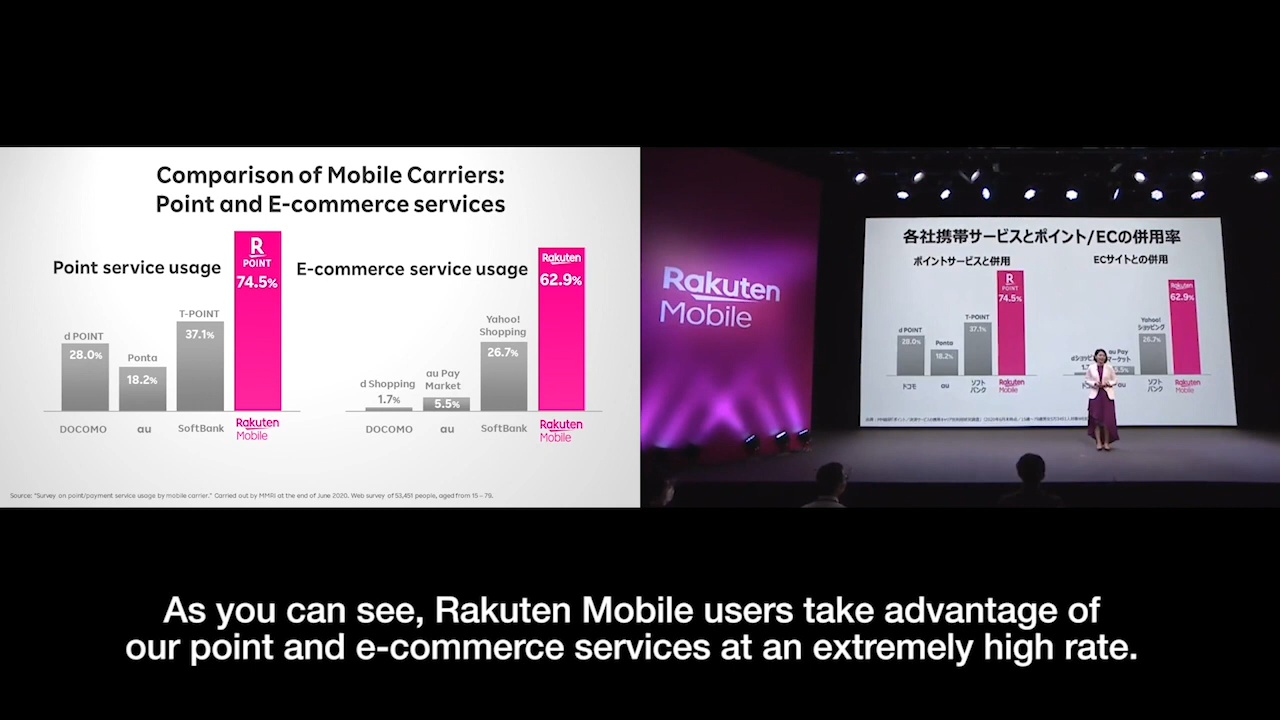 Comparison of Mobile Carriers:
Point and E-commerce services
Point service usage
R
POINT
74.5%
T-POINT
37.1%
d POINT
28.0%
Ponta
18.2%
DOCOMO
au
SoftBank
Rakuten
Mobile
E-commerce service usage
Rakuten
62.9%
Yahoo!
Shopping
26.7%
au Pay
Market
5.5%
d Shopping
1.7%
DOCOMO
au
SoftBank
Rakuten
Mobile
Source: "Survey on point/payment service usage by mobile carrier." Carried out by MMRI at the end of June 2020. Web survey of 53,451 people, aged from 15 – 79.
Rakuten
Mobile
各社携帯サービスとポイント/ECの併用率
ポイントサービスと併用
R
POINT
74.5%
T-POINT
37.1%
d POINT
28.0%
Ponta
18.2%
ドコモ
au
ソフト
バンク
Rakuten
Mobile
ECサイトとの併用
Rakuten
62.9%
Yahoo!
ショッピング
26.7%
au Pay
au
ソフト
バンク
Rakuten
Mobile
As you can see, Rakuten Mobile users take advantage of
our point and e-commerce services at an extremely high rate.